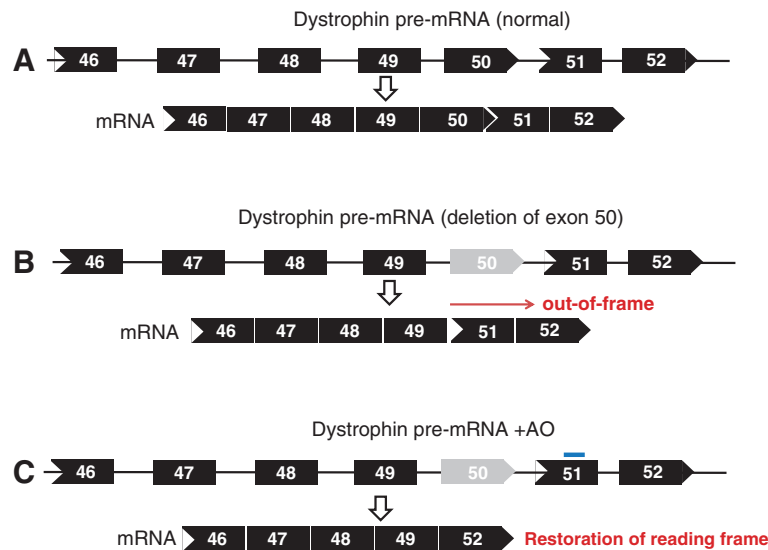 Dystrophin pre-mRNA (normal)
A 46 47 48 49 50 51 52
mRNA 46 47 48 49 50 51 52
Dystrophin pre-mRNA (deletion of exon 50)
B 46 47 48 49 50 51 52
out-of-frame
mRNA 46 47 48 49 51 52
Dystrophin pre-mRNA +AO
C 46 47 48 49 50 51 52
mRNA 46 47 48 49 52 Restoration of reading frame